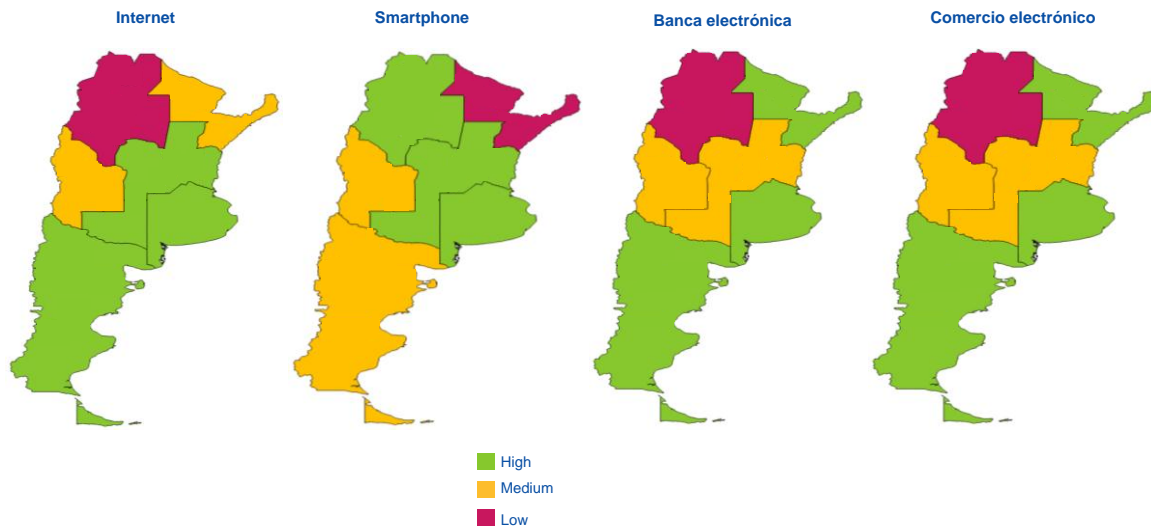 Internet
Smartphone
Banca electrónica
Comercio electrónico
High
Medium
Low